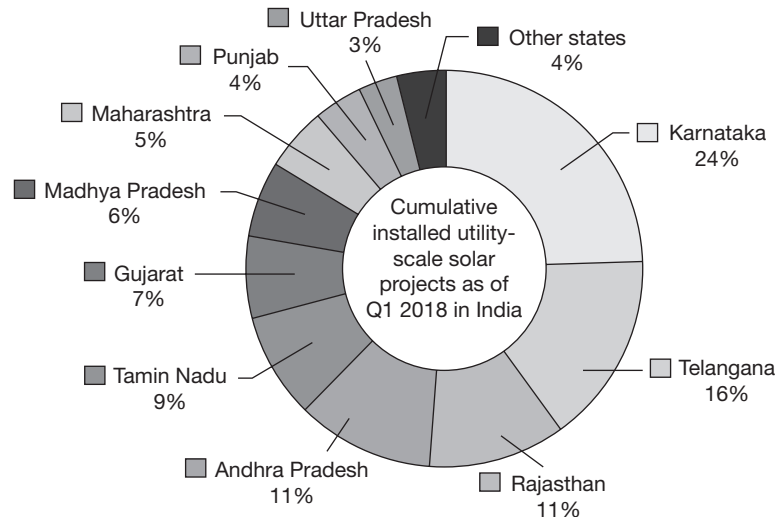 Uttar Pradesh
3%
Other states
4%
Punjab
4%
Maharashtra
5%
Karnataka
24%
Madhya Pradesh
6%
Cumulative
installed utility-
scale solar
projects as of
Q1 2018 in India
Gujarat
7%
Tamin Nadu
9%
Telangana
16%
Andhra Pradesh
11%
Rajasthan
11%